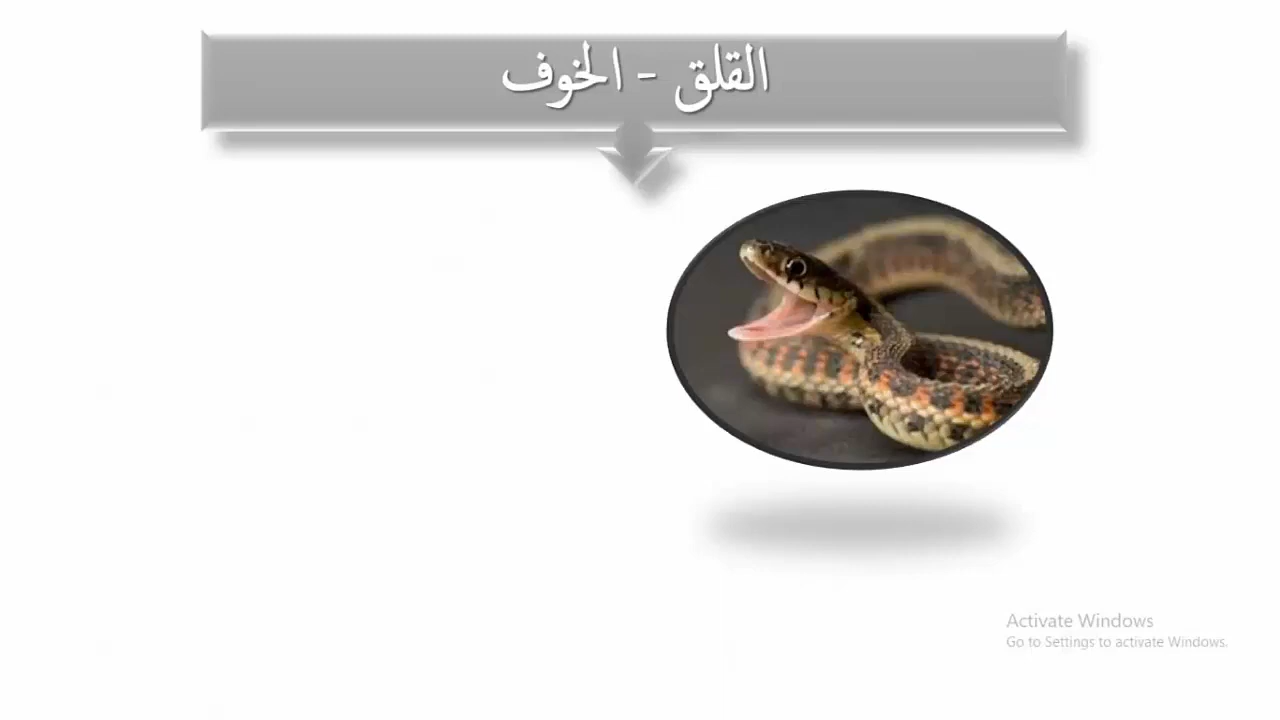 القلق - الخوف
Activate Windows
Go to Settings to activate Windows.